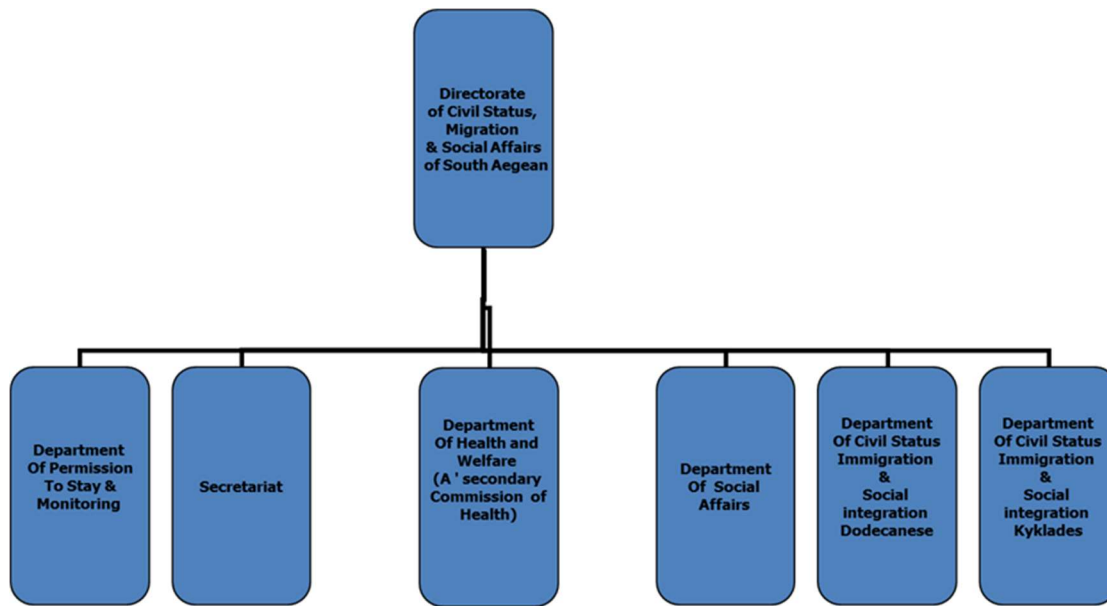 Directorate
of Civil Status,
Migration
& Social Affairs
of South Aegean
Department
Of Permission
To Stay &
Monitoring
Secretariat
Department
Of Health and
Welfare
(A ' secondary
Commission of
Health)
Department
Of Social
Affairs
Department
Of Civil Status
Immigration
&
Social
integration
Dodecanese
Department
Of Civil Status
Immigration
&
Social
integration
Kyklades